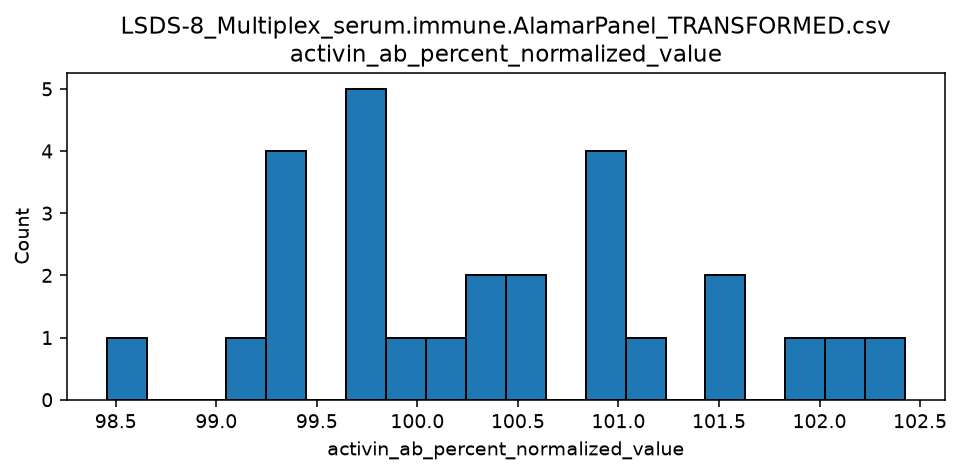 LSDS-8_Multiplex_serum.immune.AlamarPanel_TRANSFORMED.csv
activin_ab_percent_normalized_value
Count
5
4
3
2
1
0
98.5 99.0 99.5 100.0 100.5 101.0 101.5 102.0 102.5
activin_ab_percent_normalized_value